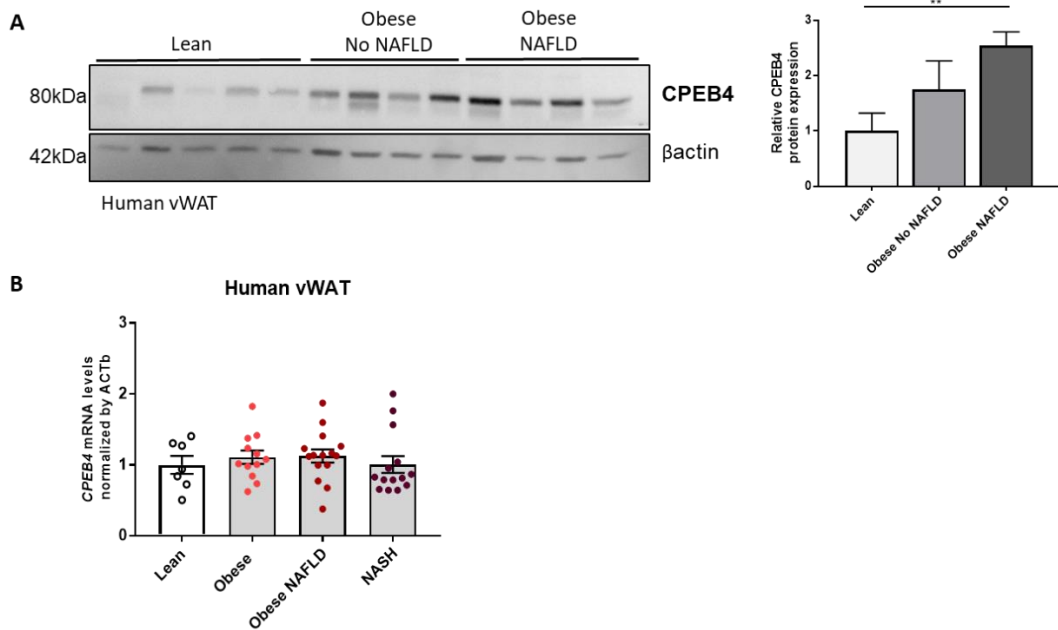 A
Lean
Obese
No NAFLD
Obese
NAFLD
80kDa
CPEB4
42kDa
βactin
Human vWAT
**
Relative CPEB4
protein expression
4
3
2
1
0
Lean
Obese No NAFLD
Obese NAFLD
B
Human vWAT
CPEB4 mRNA levels
normalized by ACTb
3
2
1
0
Lean
Obese
Obese NAFLD
NASH